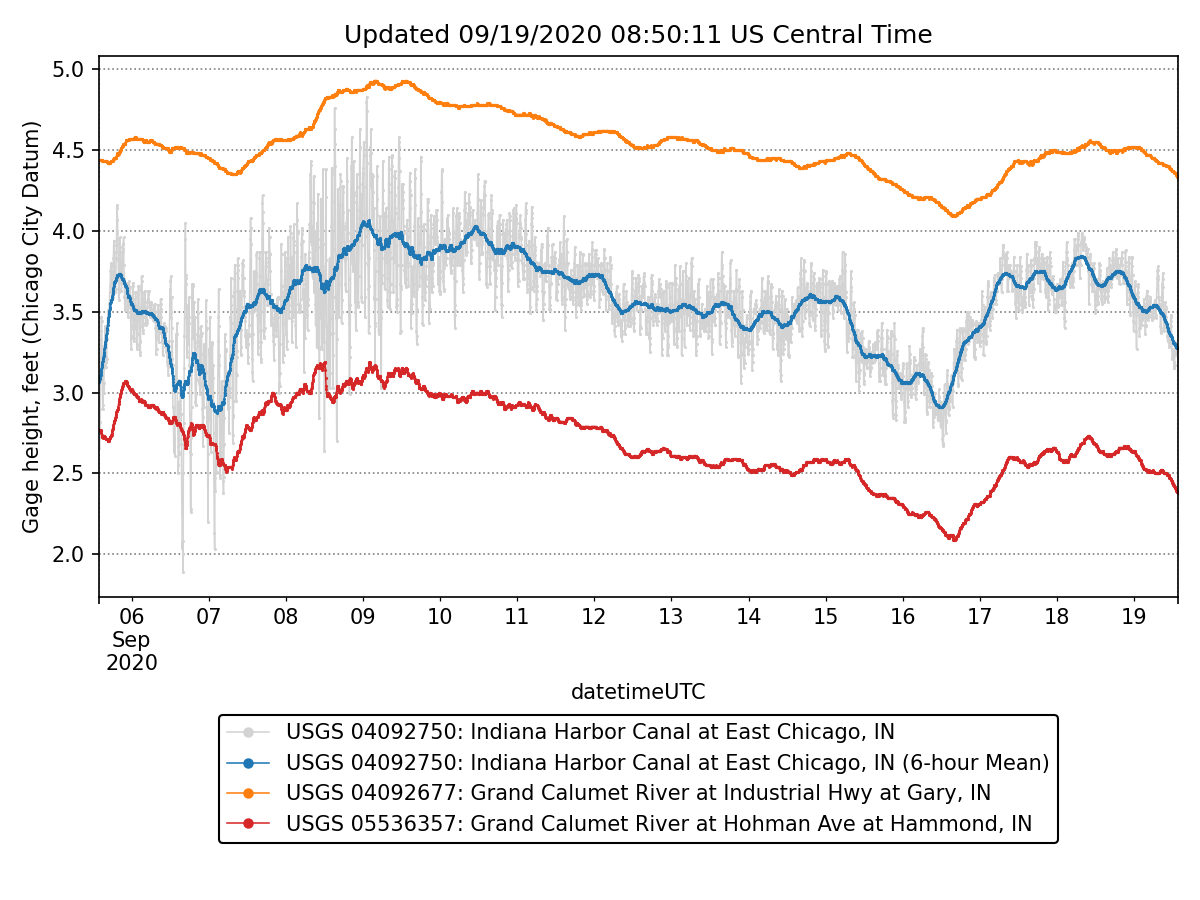 Updated 09/19/2020 08:50:11 US Central Time
Gage height, feet (Chicago City Datum)
5.0
4.5
4.0
3.5
3.0
2.5
2.0
06 07 08 09 10 11 12 13 14 15 16 17 18 19
Sep
2020
datetimeUTC
USGS 04092750: Indiana Harbor Canal at East Chicago, IN
USGS 04092750: Indiana Harbor Canal at East Chicago, IN (6-hour Mean)
USGS 04092677: Grand Calumet River at Industrial Hwy at Gary, IN
USGS 05536357: Grand Calumet River at Hohman Ave at Hammond, IN